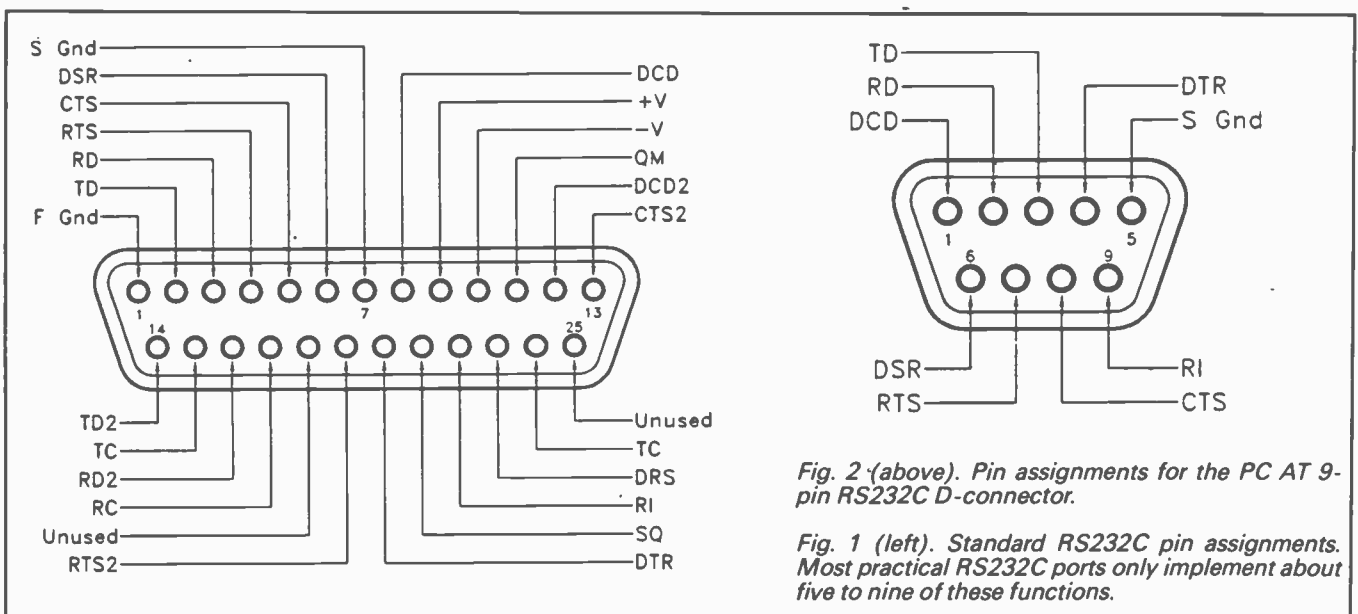 S Gnd
DSR
CTS
RTS
RD
TD
F Gnd
DCD
+V
-V
QM
DCD2
CTS2
1
7
13
14
25
TD2
TC
RD2
RC
Unused
RTS2
Unused
TC
DRS
RI
SQ
DTR
TD
RD
DCD
DTR
S Gnd
1
5
6
9
DSR
RTS
RI
CTS
Fig. 2 (above). Pin assignments for the PC AT 9-
pin RS232C D-connector.
Fig. 1 (left). Standard RS232C pin assignments.
Most practical RS232C ports only implement about
five to nine of these functions.